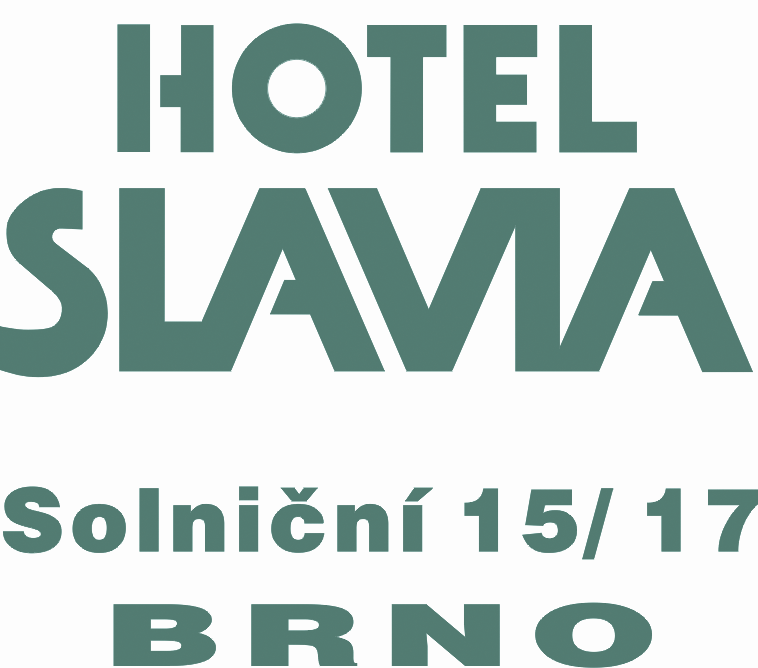 HOTEL
SLAVIA
Solniční 15/ 17
BRNO